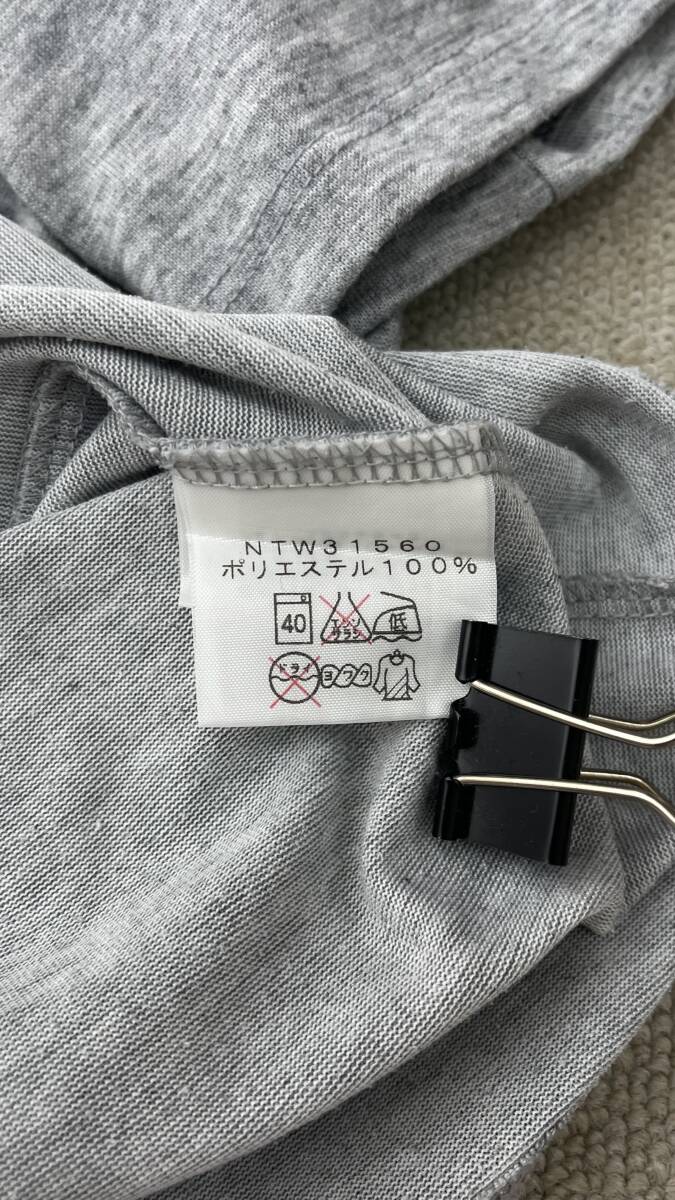 NTW31560
ポリエステル100%
40 エンソ サラシ 低
ドライ ヨワク